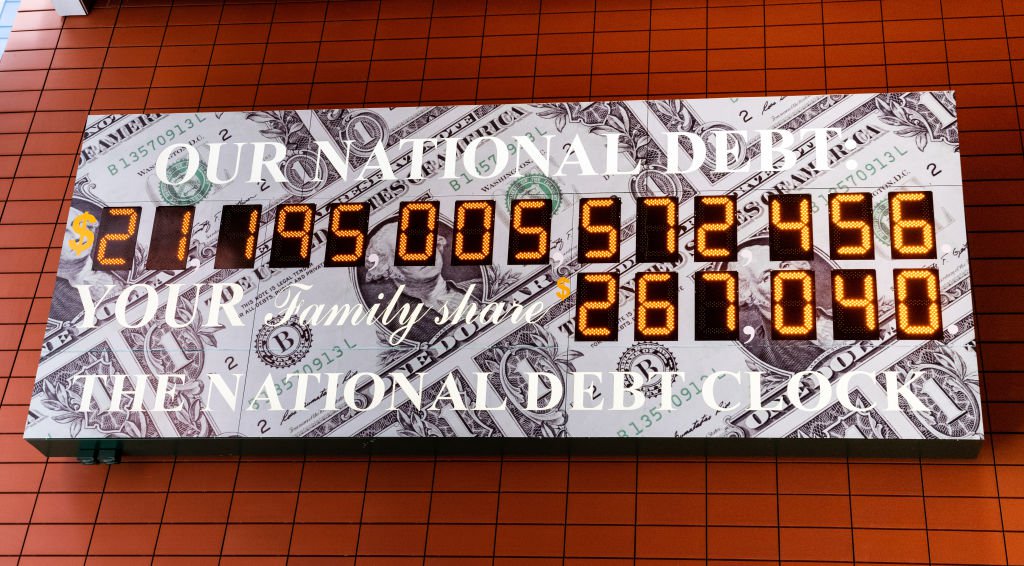 OUR NATIONAL DEBT:
$21,195,005,572,456
YOUR Family share $267,040.
THE NATIONAL DEBT CLOCK